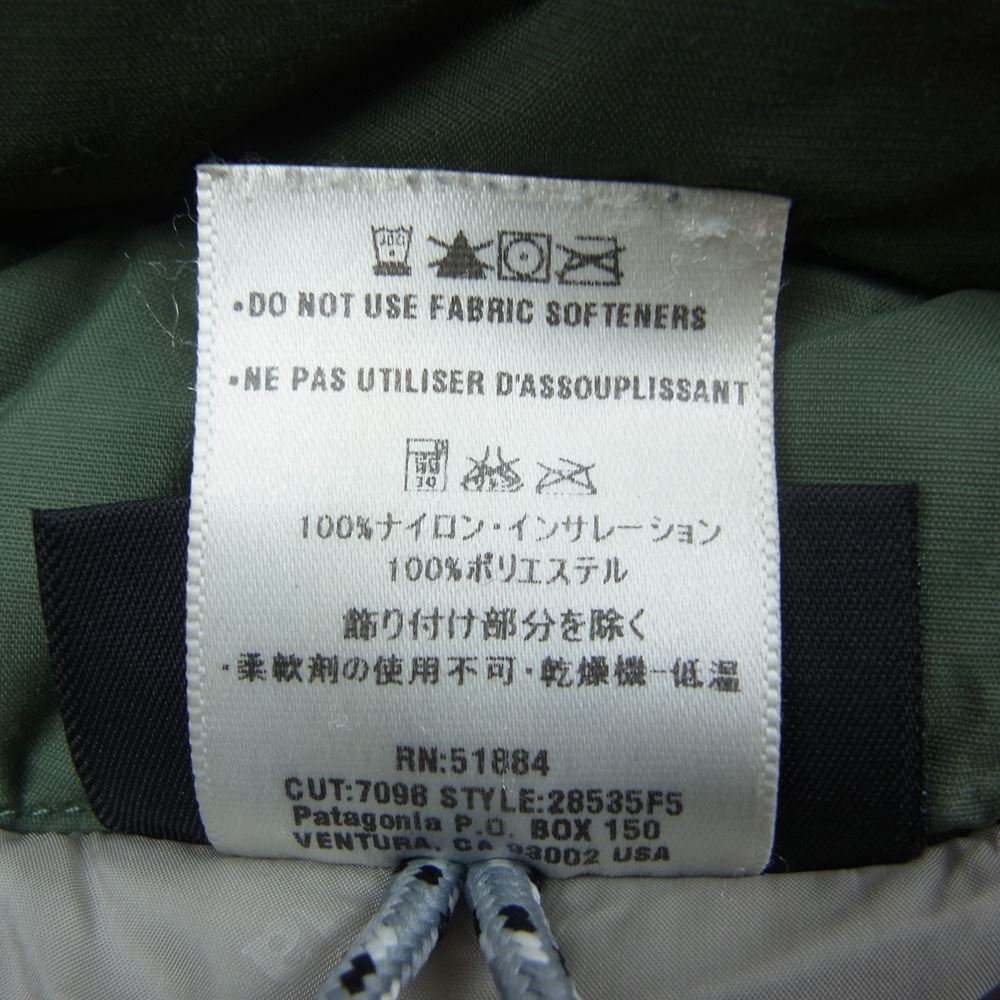 •DO NOT USE FABRIC SOFTENERS
•NE PAS UTILISER D'ASSOUPLISSANT
100%ナイロン・インサレーション
100%ポリエステル
飾り付け部分を除く
・柔軟剤の使用不可・乾燥機−低温
RN:51884
CUT:7098 STYLE:28535F5
Patagonia P.O. BOX 150
VENTURA, CA 93002 USA